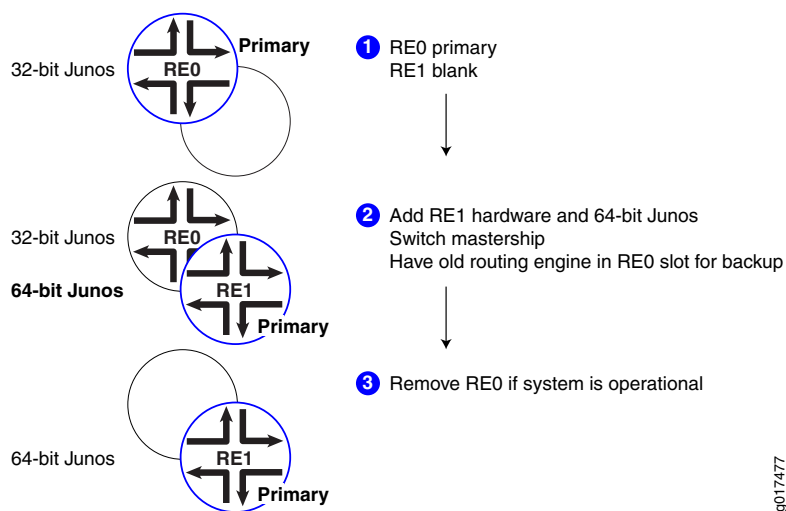 Primary
32-bit Junos
RE0
1 RE0 primary
RE1 blank
32-bit Junos
RE0
64-bit Junos
RE1
Primary
2 Add RE1 hardware and 64-bit Junos
Switch mastership
Have old routing engine in RE0 slot for backup
3 Remove RE0 if system is operational
64-bit Junos
RE1
Primary
g017477